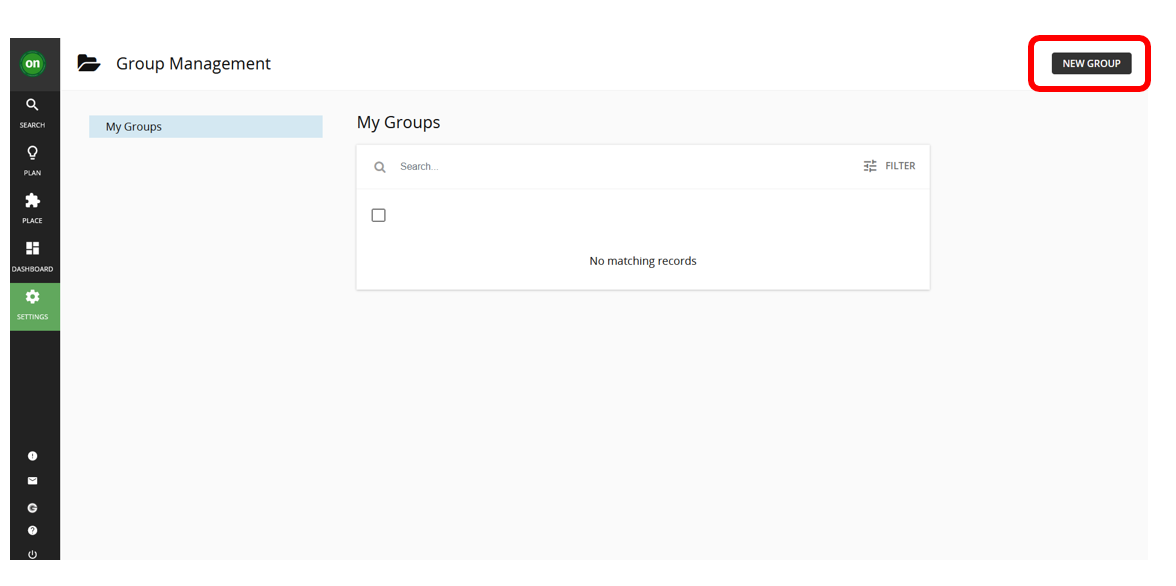 on
Group Management
NEW GROUP
SEARCH
PLAN
PLACE
DASHBOARD
SETTINGS
My Groups
My Groups
Search...
FILTER
No matching records